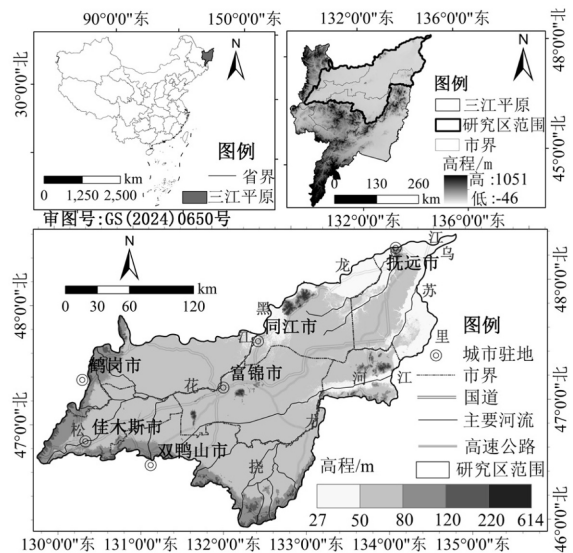 90°0'0"东
150°0'0"东
30°0'0"北
N
图例
省界
三江平原
km
0
1,250
2,500
审图号:GS(2024)0650号
132°0'0"东
136°0'0"东
48°0'0"北
45°0'0"北
N
图例
三江平原
研究区范围
市界
高程/m
高:1051
低:-46
km
0
130
260
132°0'0"东
136°0'0"东
N
km
0 30 60 120
48°0'0"北
47°0'0"北
48°0'0"北
47°0'0"北
46°0'0"北
抚远市
同江市
富锦市
鹤岗市
佳木斯市
双鸭山市
黑
龙
江
乌
苏
里
江
松
花
江
挠
力
河
图例
城市驻地
市界
国道
主要河流
高速公路
研究区范围
高程/m
27 50 80 120 220 614
130°0'0"东 131°0'0"东 132°0'0"东 133°0'0"东 134°0'0"东